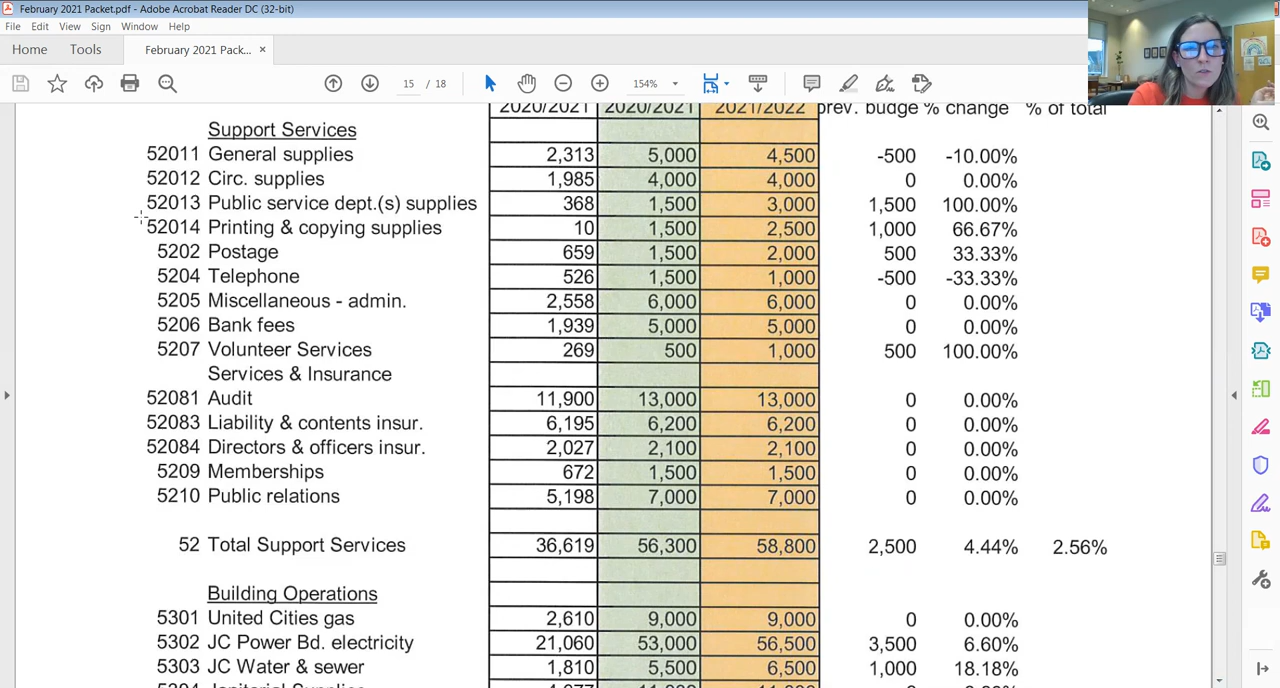 February 2021 Packet.pdf - Adobe Acrobat Reader DC (32-bit)
File Edit View Sign Window Help
Home Tools February 2021 Pack... ×
15 / 18 154%
2020/2021 2020/2021 2021/2022 prev. budget % change % of total
Support Services
52011 General supplies 2,313 5,000 4,500 -500 -10.00%
52012 Circ. supplies 1,985 4,000 4,000 0 0.00%
52013 Public service dept.(s) supplies 368 1,500 3,000 1,500 100.00%
52014 Printing & copying supplies 10 1,500 2,500 1,000 66.67%
5202 Postage 659 1,500 2,000 500 33.33%
5204 Telephone 526 1,500 1,000 -500 -33.33%
5205 Miscellaneous - admin. 2,558 6,000 6,000 0 0.00%
5206 Bank fees 1,939 5,000 5,000 0 0.00%
5207 Volunteer Services 269 500 1,000 500 100.00%
Services & Insurance
52081 Audit 11,900 13,000 13,000 0 0.00%
52083 Liability & contents insur. 6,195 6,200 6,200 0 0.00%
52084 Directors & officers insur. 2,027 2,100 2,100 0 0.00%
5209 Memberships 672 1,500 1,500 0 0.00%
5210 Public relations 5,198 7,000 7,000 0 0.00%
52 Total Support Services 36,619 56,300 58,800 2,500 4.44% 2.56%
Building Operations
5301 United Cities gas 2,610 9,000 9,000 0 0.00%
5302 JC Power Bd. electricity 21,060 53,000 56,500 3,500 6.60%
5303 JC Water & sewer 1,810 5,500 6,500 1,000 18.18%